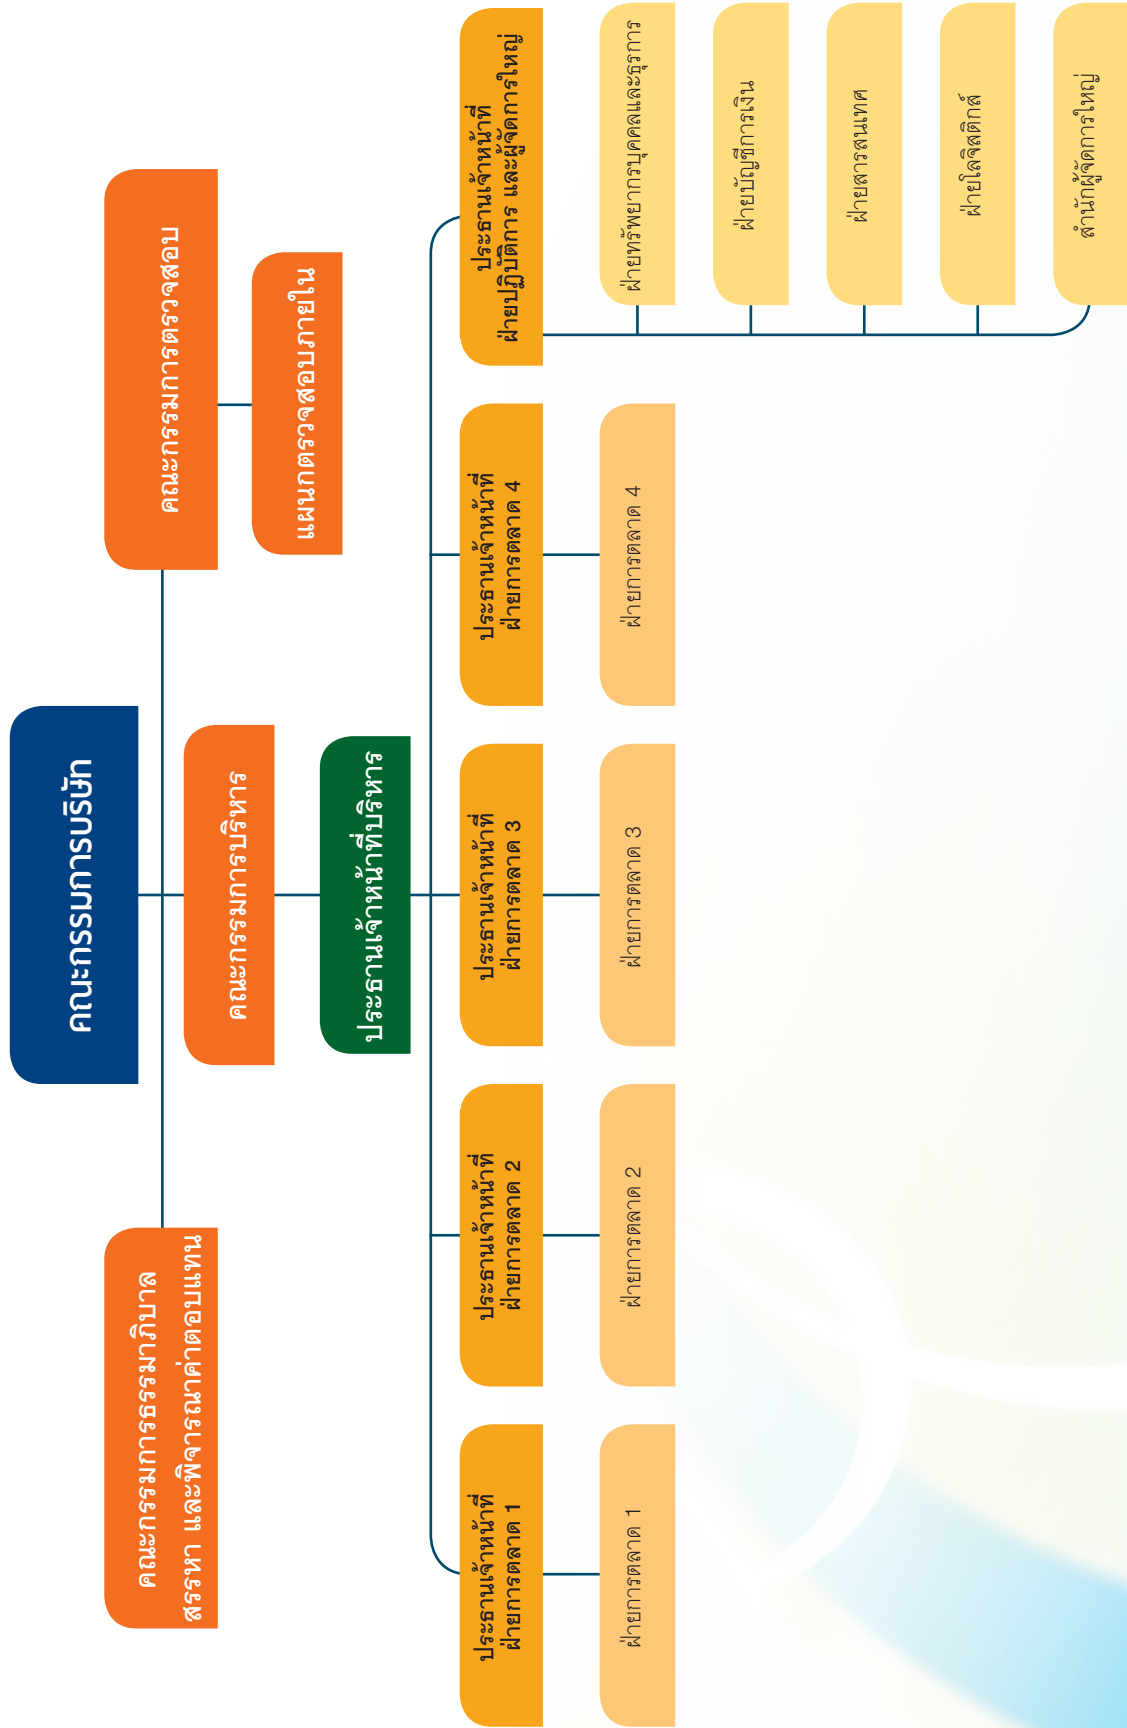 คณะกรรมการบริษัท
คณะกรรมการธรรมาภิบาล
สรรหา และพิจารณาค่าตอบแทน
คณะกรรมการบริหาร
คณะกรรมการตรวจสอบ
แผนกตรวจสอบภายใน
ประธานเจ้าหน้าที่บริหาร
ประธานเจ้าหน้าที่
ฝ่ายการตลาด 1
ประธานเจ้าหน้าที่
ฝ่ายการตลาด 2
ประธานเจ้าหน้าที่
ฝ่ายการตลาด 3
ประธานเจ้าหน้าที่
ฝ่ายการตลาด 4
ประธานเจ้าหน้าที่
ฝ่ายปฏิบัติการ และผู้จัดการใหญ่
ฝ่ายการตลาด 1
ฝ่ายการตลาด 2
ฝ่ายการตลาด 3
ฝ่ายการตลาด 4
ฝ่ายทรัพยากรบุคคลและธุรการ
ฝ่ายบัญชีการเงิน
ฝ่ายสารสนเทศ
ฝ่ายโลจิสติกส์
สำนักผู้จัดการใหญ่